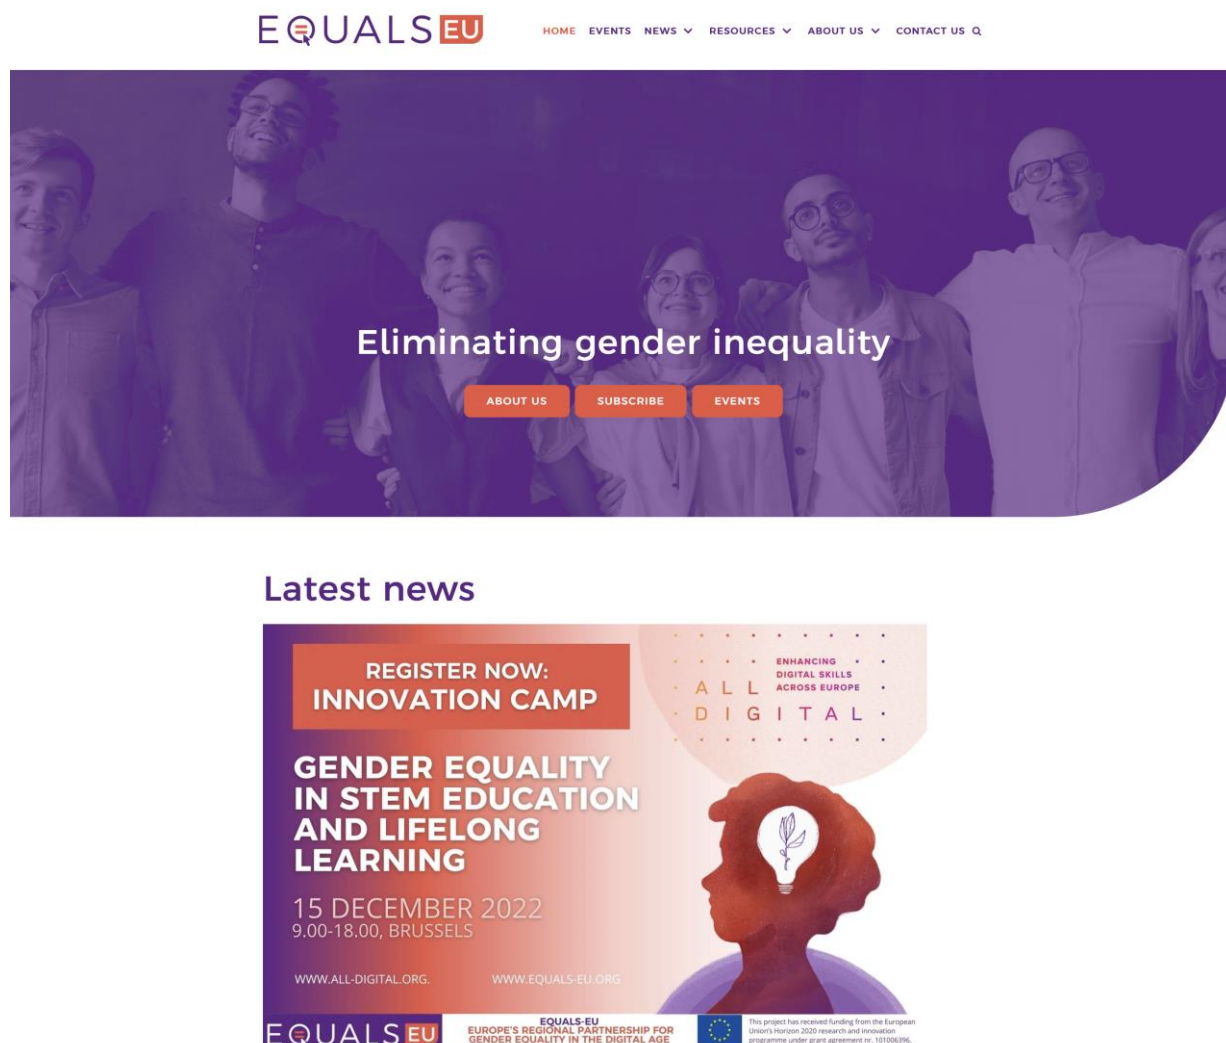 EQUALS EU
HOME EVENTS NEWS RESOURCES ABOUT US CONTACT US
Eliminating gender inequality
ABOUT US SUBSCRIBE EVENTS
Latest news
REGISTER NOW:
INNOVATION CAMP
ENHANCING
DIGITAL SKILLS
ACROSS EUROPE
ALL
DIGITAL
GENDER EQUALITY
IN STEM EDUCATION
AND LIFELONG
LEARNING
15 DECEMBER 2022
9.00-18.00, BRUSSELS
WWW.ALL-DIGITAL.ORG. WWW.EQUALS-EU.ORG
EQUALS EU
EQUALS-EU
EUROPE'S REGIONAL PARTNERSHIP FOR
GENDER EQUALITY IN THE DIGITAL AGE
This project has received funding from the European
Union's Horizon 2020 research and innovation
programme under grant agreement nr. 101006396.